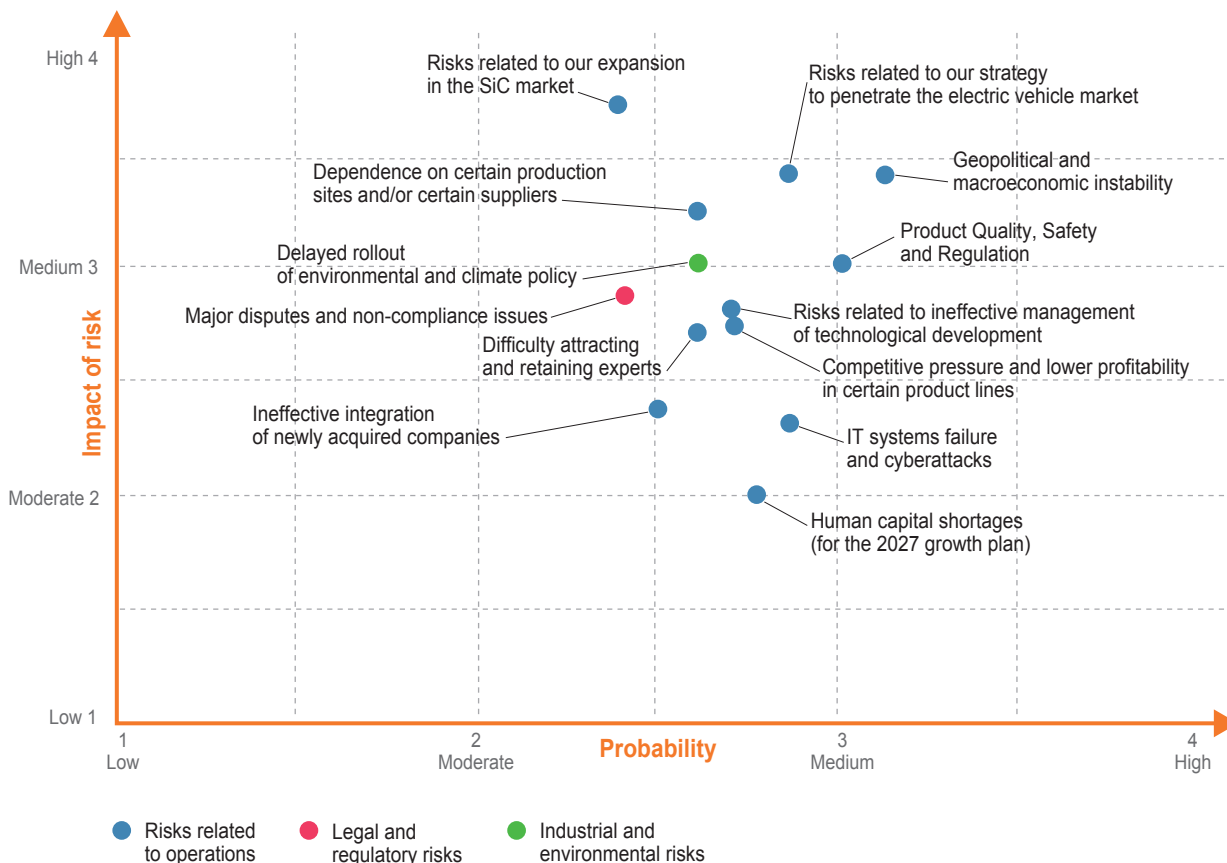 High 4
Risks related to our expansion
in the SiC market
Risks related to our strategy
to penetrate the electric vehicle market
Dependence on certain production
sites and/or certain suppliers
Geopolitical and
macroeconomic instability
Delayed rollout
of environmental and climate policy
Product Quality, Safety
and Regulation
Medium 3
Major disputes and non-compliance issues
Risks related to ineffective management
of technological development
Difficulty attracting
and retaining experts
Competitive pressure and lower profitability
in certain product lines
Impact of risk
Ineffective integration
of newly acquired companies
IT systems failure
and cyberattacks
Moderate 2
Human capital shortages
(for the 2027 growth plan)
Low 1
1
Low
2
Moderate
Probability
3
Medium
4
High
Risks related
to operations
Legal and
regulatory risks
Industrial and
environmental risks